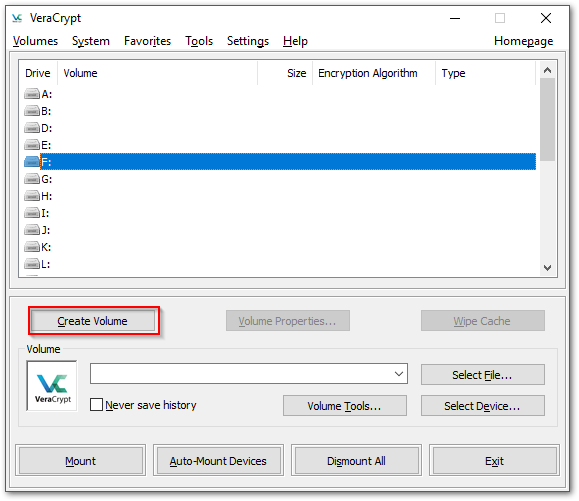 VeraCrypt
Volumes System Favorites Tools Settings Help Homepage
Drive Volume Size Encryption Algorithm Type
A:
B:
D:
E:
F:
G:
H:
I:
J:
K:
L:
Create Volume Volume Properties... Wipe Cache
Volume
VeraCrypt
Select File...
Never save history Volume Tools... Select Device...
Mount Auto-Mount Devices Dismount All Exit